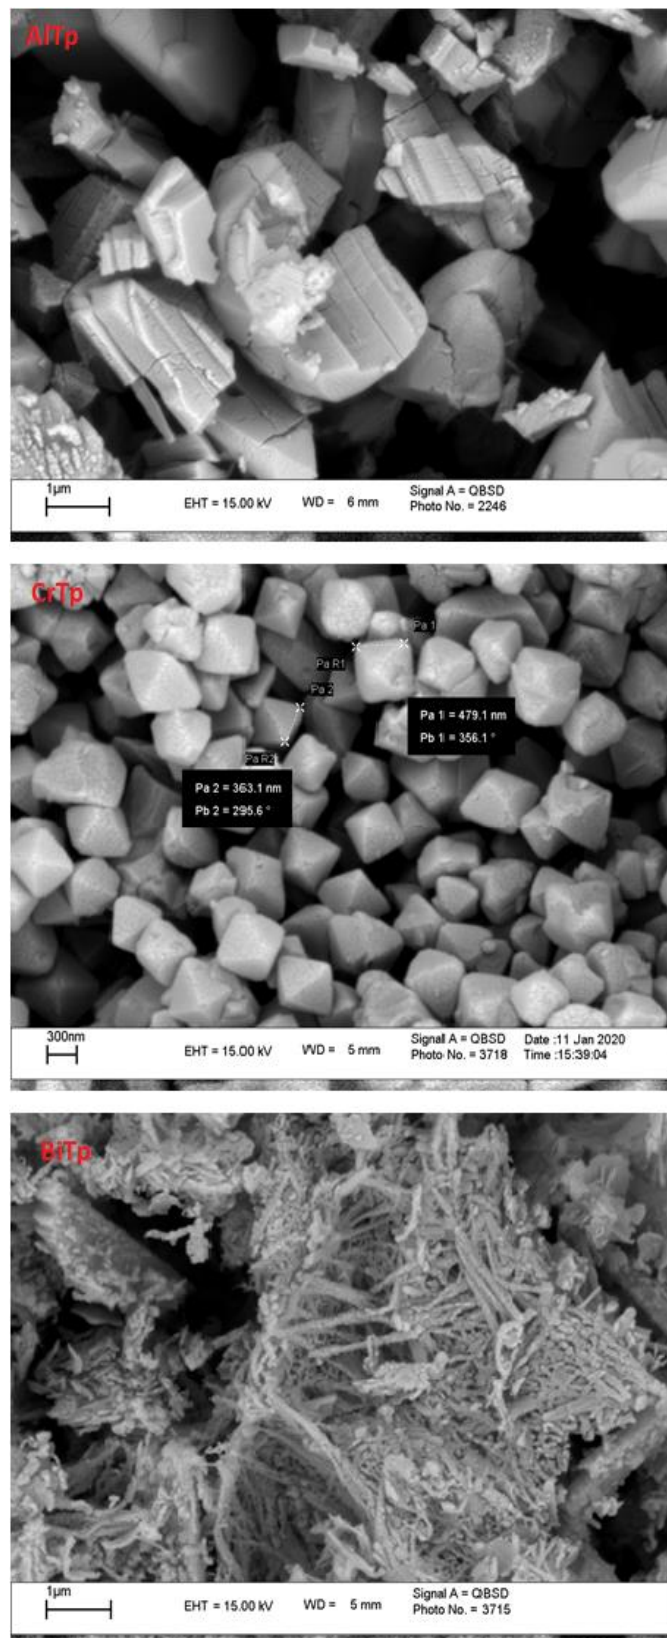 AlTp
1µm
EHT = 15.00 kV WD = 6 mm Signal A = QBSD
Photo No. = 2246
CrTp
Pa 1
Pa R1
Pa 2
Pa 1 = 479.1 nm
Pb 1 = 356.1 °
Pa R2
Pa 2 = 363.1 nm
Pb 2 = 295.6 °
300nm
EHT = 15.00 kV WD = 5 mm Signal A = QBSD Date :11 Jan 2020
Photo No. = 3718 Time :15:39:04
BiTp
1µm
EHT = 15.00 kV WD = 5 mm Signal A = QBSD
Photo No. = 3715